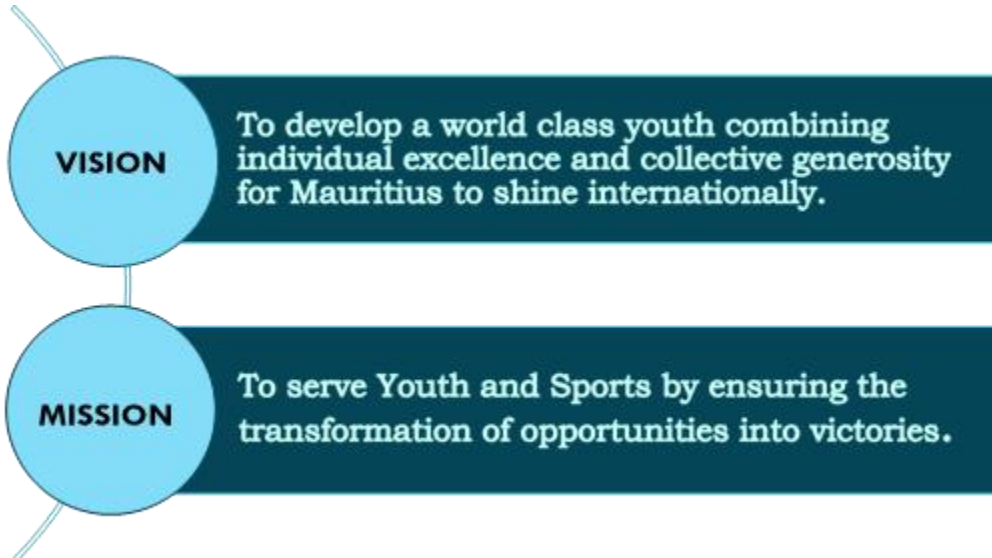 VISION
To develop a world class youth combining
individual excellence and collective generosity
for Mauritius to shine internationally.
MISSION
To serve Youth and Sports by ensuring the
transformation of opportunities into victories.